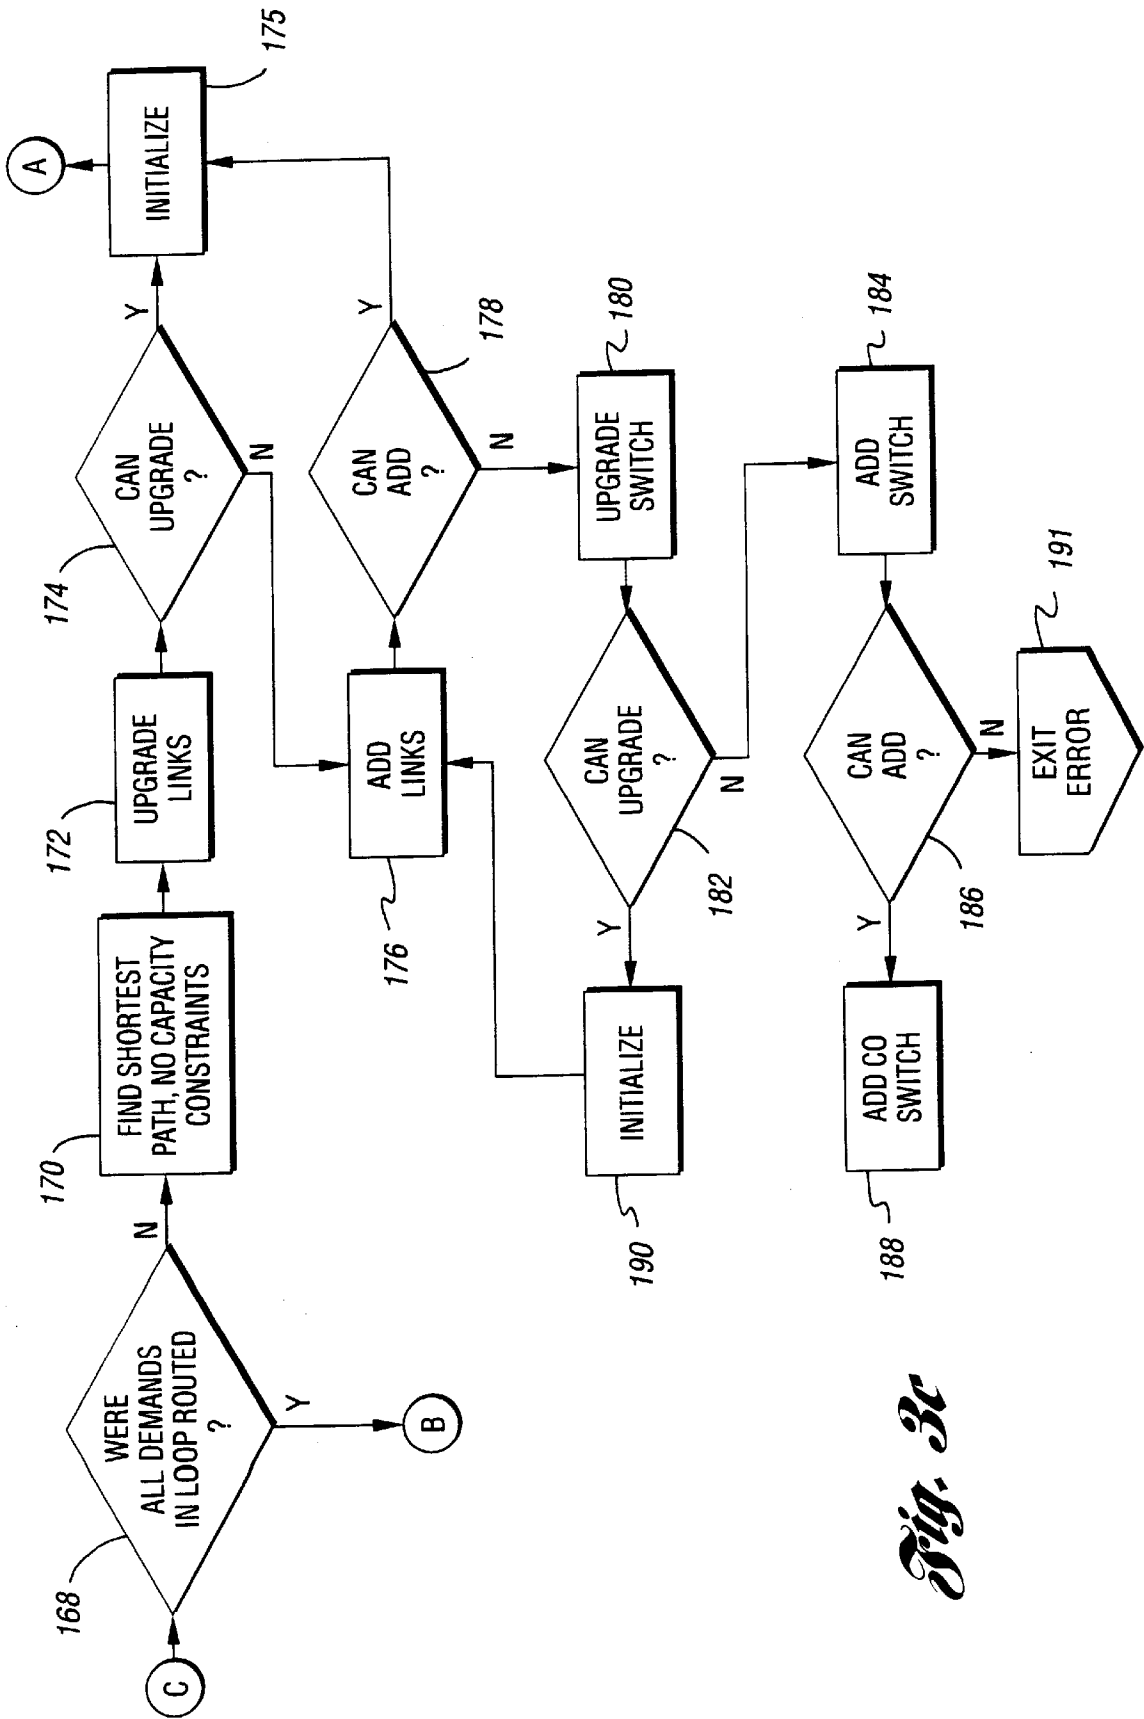 C
168
WERE
ALL DEMANDS
IN LOOP ROUTED
?
N
Y
B
170
FIND SHORTEST
PATH, NO CAPACITY
CONSTRAINTS
172
UPGRADE
LINKS
174
CAN
UPGRADE
?
Y
N
INITIALIZE
175
A
176
ADD
LINKS
CAN
ADD
?
178
Y
N
UPGRADE
SWITCH
180
CAN
UPGRADE
?
182
Y
N
INITIALIZE
190
ADD
SWITCH
184
CAN
ADD
?
186
Y
N
ADD CO
SWITCH
188
EXIT
ERROR
191
Fig. 3c